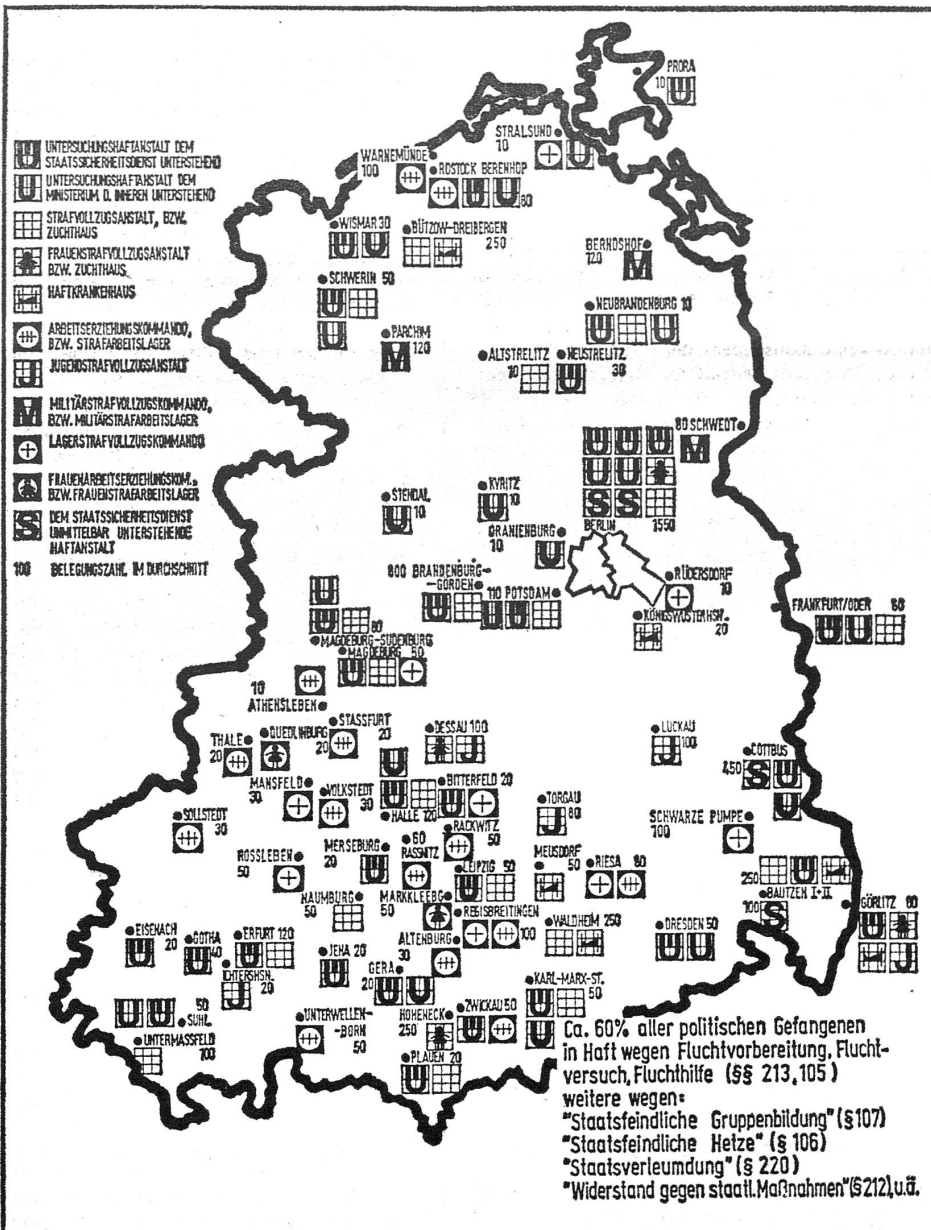 UNTERSUCHUNGSHAFTANSTALT DEM
STAATSSICHERHEITSDIENST UNTERSTEHEND
UNTERSUCHUNGSHAFTANSTALT DEM
MINISTERIUM D. INNEREN UNTERSTEHEND
STRAFVOLLZUGSANSTALT, BZW.
ZUCHTHAUS
FRAUENSTRAFVOLLZUGSANSTALT
BZW. ZUCHTHAUS
HAFTKRANKENHAUS
ARBEITSERZIEHUNGSKOMMANDO,
BZW. STRAFARBEITSLAGER
JUGENDSTRAFVOLLZUGSANSTALT
MILITÄRSTRAFVOLLZUGSKOMMANDO,
BZW. MILITÄRSTRAFARBEITSLAGER
LAGERSTRAFVOLLZUGSKOMMANDO
FRAUENARBEITSERZIEHUNGSKOM.,
BZW. FRAUENSTRAFARBEITSLAGER
DEM STAATSSICHERHEITSDIENST
UNMITTELBAR UNTERSTEHENDE
HAFTANSTALT
100 BELEGUNGSZAHL IM DURCHSCHNITT
PRORA
10
STRALSUND
10
WARNEMÜNDE
100
ROSTOCK BERENHOP
60
WISMAR 30
BÜTZOW-DREIBERGEN
250
BERNDSHOF
120
SCHWERIN 50
NEUBRANDENBURG 10
PARCHIM
120
ALTSTRELITZ
10
NEUSTRELITZ
30
80 SCHWEDT
STENDAL
10
KYRITZ
10
BERLIN 1550
ORANIENBURG
10
800 BRANDENBURG-
-GÖRDEN
110 POTSDAM
RÜDERSDORF
10
KÖNIGSWUSTERHSN.
20
FRANKFURT/ODER 60
80
MAGDEBURG-SUDENBURG
MAGDEBURG 50
10
ATHENSLEBEN
STASSFURT
20
QUEDLINBURG
20
THALE
20
DESSAU 100
LUCKAU
100
COTTBUS
450
MANSFELD
30
VOLKSTEDT
30
HALLE 120
BITTERFELD 20
TORGAU
80
SCHWARZE PUMPE
100
SOLLSTEDT
30
RACKWITZ
50
ROSSLEBEN
50
MERSEBURG
20
60
RASSNITZ
LEIPZIG 50
MEUSDORF
50
RIESA 80
250
BAUTZEN I+II
100
GÖRLITZ 60
NAUMBURG
50
MARKKLEEBG
50
REGISBREITINGEN
100
WALDHEIM 250
DRESDEN 50
EISENACH
20
GOTHA
40
ERFURT 120
ICHTERSHSN.
20
JENA 20
ALTENBURG
30
GERA
20
KARL-MARX-ST.
50
50
SUHL
UNTERMASSFELD
100
UNTERWELLEN-
-BORN
50
HOHENECK
250
ZWICKAU 50
PLAUEN 20
Ca. 60% aller politischen Gefangenen
in Haft wegen Fluchtvorbereitung, Flucht-
versuch, Fluchthilfe (§§ 213, 105)
weitere wegen:
"Staatsfeindliche Gruppenbildung" (§107)
"Staatsfeindliche Hetze" (§ 106)
"Staatsverleumdung" (§ 220)
"Widerstand gegen staatl. Maßnahmen" (§212), u.ä.